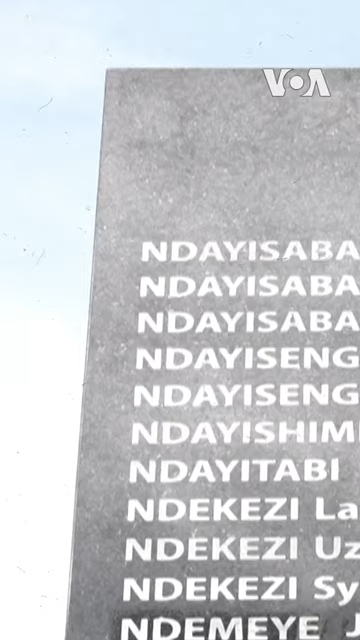 VOA
NDAYISABA
NDAYISABA
NDAYISABA
NDAYISENG
NDAYISENG
NDAYISHIM
NDAYITABI
NDEKEZI La
NDEKEZI Uz
NDEKEZI Sy
NDEMEYE J